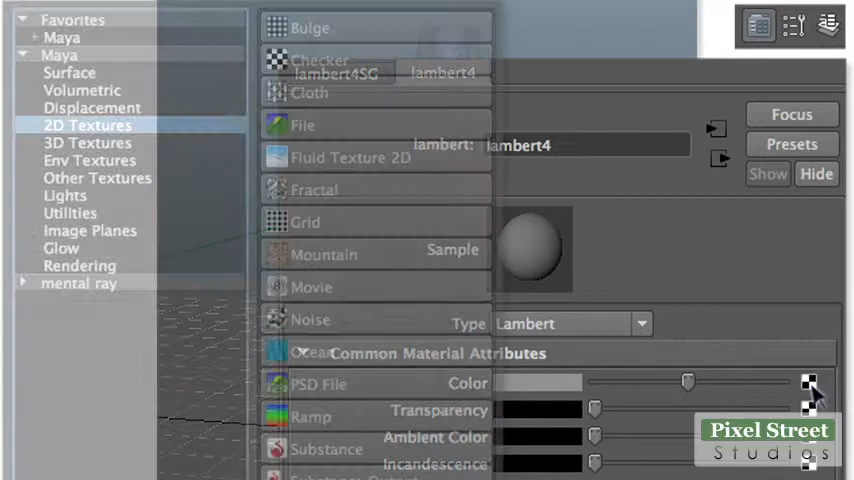 Favorites
Maya
Maya
Surface
Volumetric
Displacement
2D Textures
3D Textures
Env Textures
Other Textures
Lights
Utilities
Image Planes
Glow
Rendering
mental ray
Bulge
Checker
Cloth
File
Fluid Texture 2D
Fractal
Grid
Mountain
Movie
Noise
Ocean
PSD File
Ramp
Substance
Substance Output
lambert4SG
lambert4
lambert:
lambert4
Focus
Presets
Show
Hide
Sample
Type
Lambert
Common Material Attributes
Color
Transparency
Ambient Color
Incandescence
Pixel Street
Studios